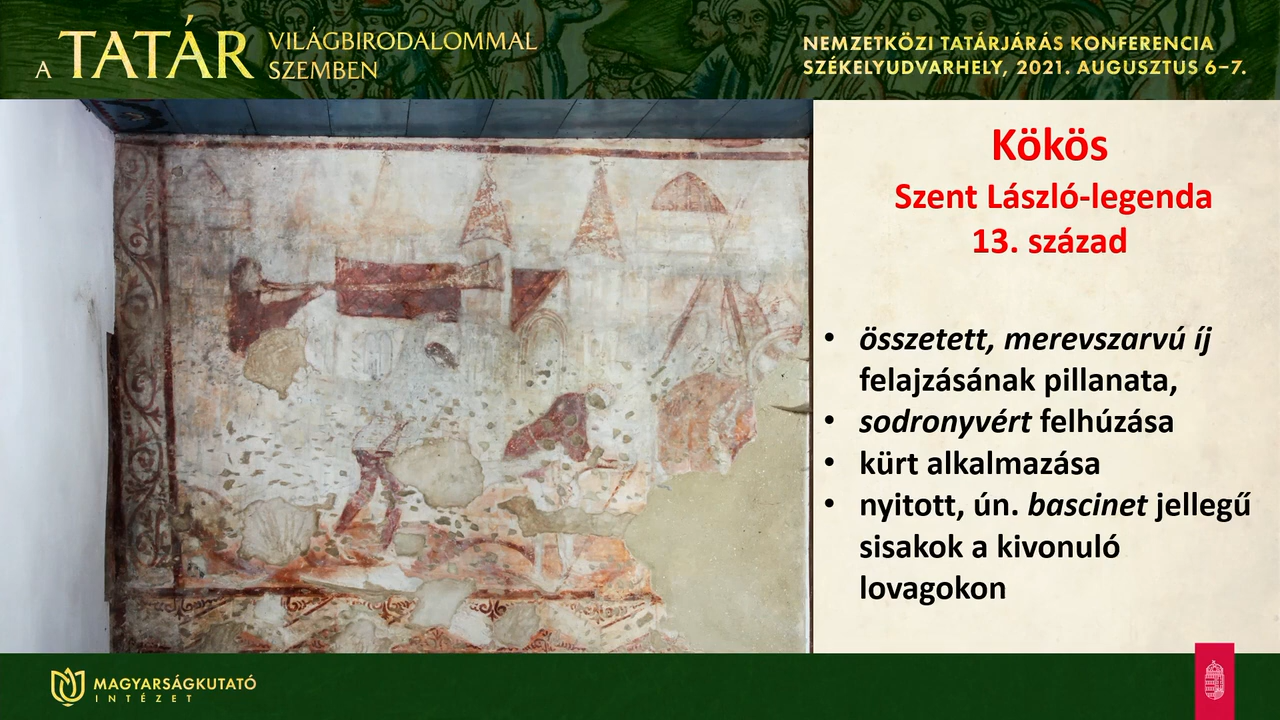 A TATÁR VILÁGBIRODALOMMAL
SZEMBEN
NEMZETKÖZI TATÁRJÁRÁS KONFERENCIA
SZÉKELYUDVARHELY, 2021. AUGUSZTUS 6–7.
Kökös
Szent László-legenda
13. század
• összetett, merevszarvú íj
felajzásának pillanata,
• sodronyvért felhúzása
• kürt alkalmazása
• nyitott, ún. bascinet jellegű
sisakok a kivonuló
lovagokon
MAGYARSÁGKUTATÓ
INTÉZET